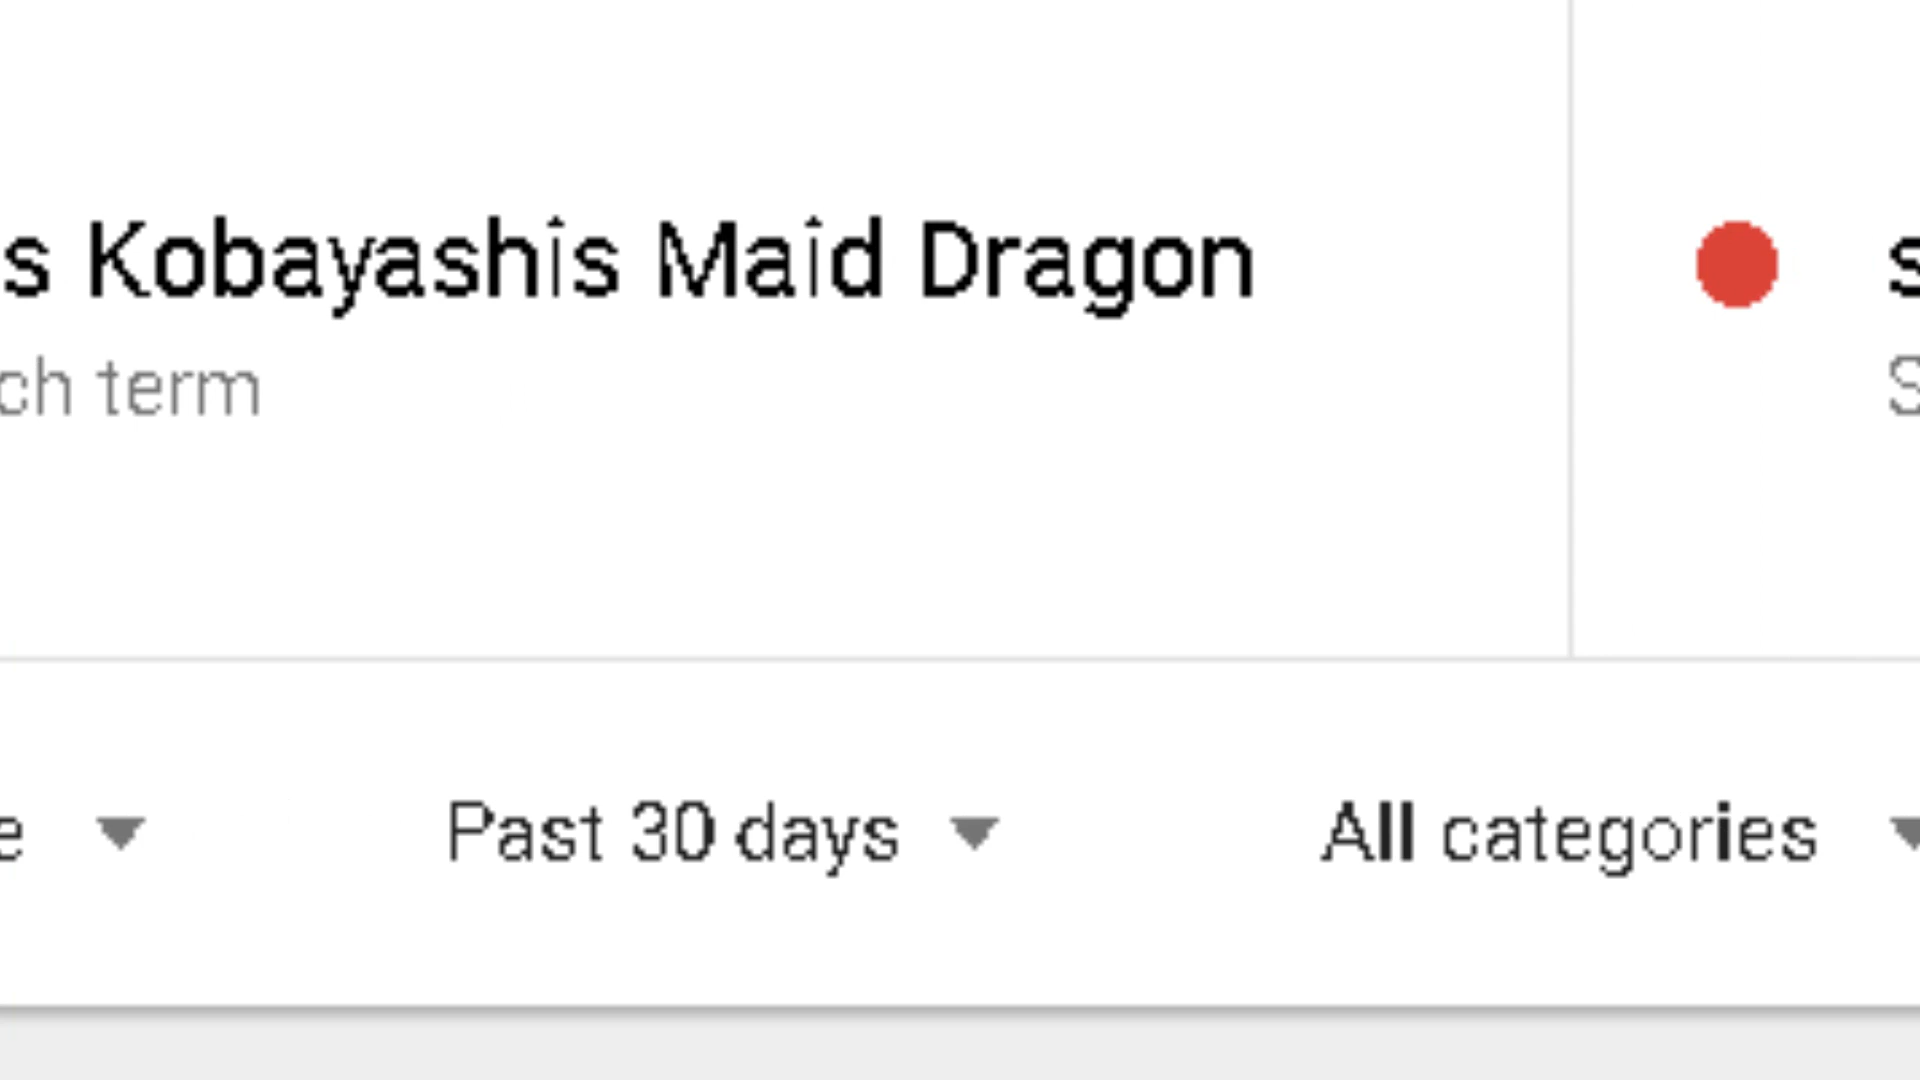 s Kobayashis Maid Dragon
ch term
Past 30 days
All categories